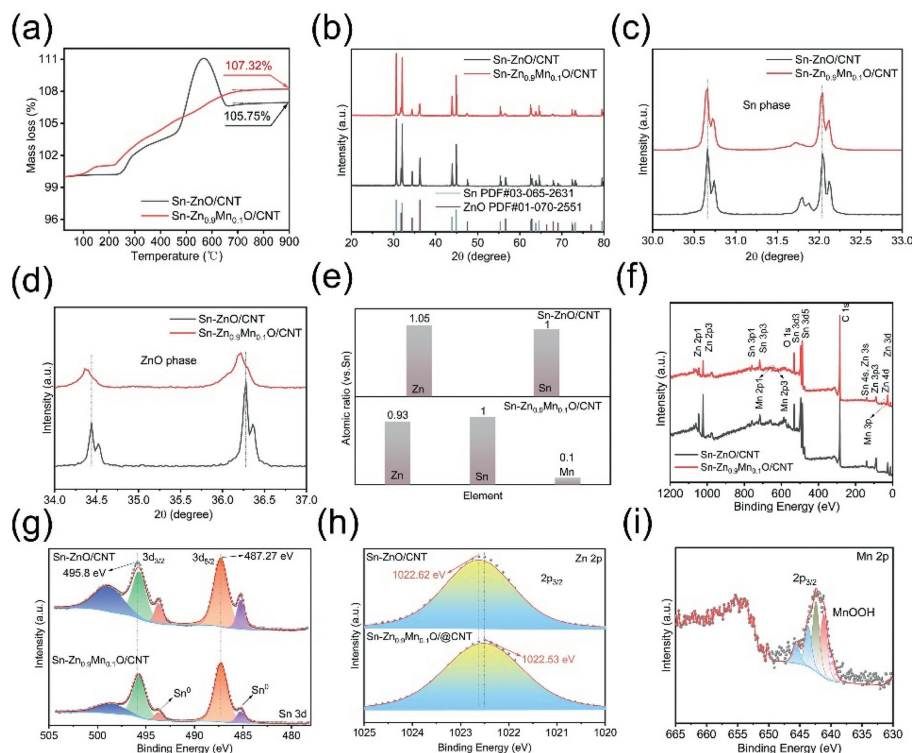 (a)
111
108
105
102
99
96
Mass loss (%)
107.32%
105.75%
Sn-ZnO/CNT
Sn-Zn0.9Mn0.1O/CNT
100 200 300 400 500 600 700 800 900
Temperature (℃)
(b)
Sn-ZnO/CNT
Sn-Zn0.9Mn0.1O/CNT
Intensity (a.u.)
Sn PDF#03-065-2631
ZnO PDF#01-070-2551
20 30 40 50 60 70 80
2θ (degree)
(c)
Sn-ZnO/CNT
Sn-Zn0.9Mn0.1O/CNT
Sn phase
Intensity (a.u.)
30.0 30.5 31.0 31.5 32.0 32.5 33.0
2θ (degree)
(d)
Sn-ZnO/CNT
Sn-Zn0.9Mn0.1O/CNT
ZnO phase
Intensity (a.u.)
34.0 34.5 35.0 35.5 36.0 36.5 37.0
2θ (degree)
(e)
Sn-ZnO/CNT
1.05
1
Zn
Sn
Sn-Zn0.9Mn0.1O/CNT
0.93
1
0.1
Zn
Sn
Mn
Atomic ratio (vs.Sn)
Element
(f)
Zn 2p1
Zn 2p3
Sn 3p1
Sn 3p3
Mn 2p1
Mn 2p3
O 1s
Sn 3d3
Sn 3d5
C 1s
Sn 4s, Zn 3s
Zn 3p3
Zn 4d
Zn 3d
Mn 3p
Intensity (a.u.)
Sn-ZnO/CNT
Sn-Zn0.9Mn0.1O/CNT
1200 1000 800 600 400 200 0
Binding Energy (eV)
(g)
Sn-ZnO/CNT
3d3/2
3d5/2
487.27 eV
495.8 eV
Sn-Zn0.9Mn0.1O/CNT
Sn0
Sn0
Sn 3d
Intensity (a.u.)
505 500 495 490 485 480
Binding Energy (eV)
(h)
Sn-ZnO/CNT
Zn 2p
1022.62 eV
2p3/2
Sn-Zn0.9Mn0.1O/@CNT
1022.53 eV
Intensity (a.u.)
1025 1024 1023 1022 1021 1020
Binding Energy (eV)
(i)
Mn 2p
2p3/2
MnOOH
Intensity (a.u.)
665 660 655 650 645 640 635 630
Binding Energy (eV)